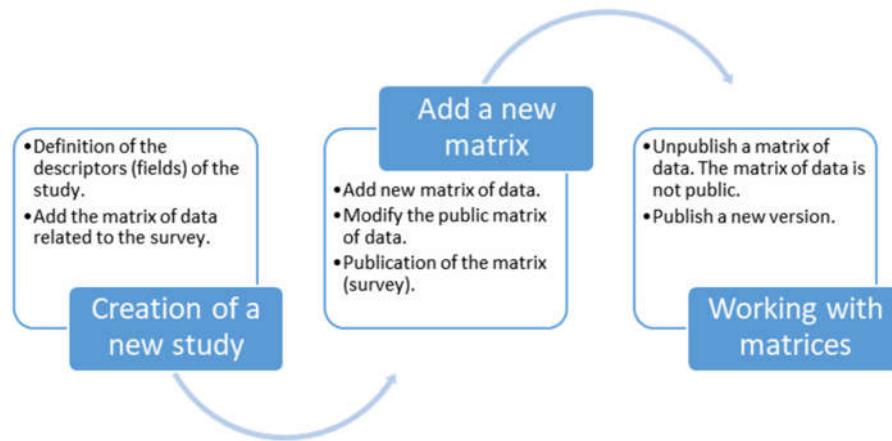 •Definition of the
descriptors (fields) of the
study.
•Add the matrix of data
related to the survey.
Creation of a
new study
Add a new
matrix
•Add new matrix of data.
•Modify the public matrix
of data.
•Publication of the matrix
(survey).
•Unpublish a matrix of
data. The matrix of data is
not public.
•Publish a new version.
Working with
matrices